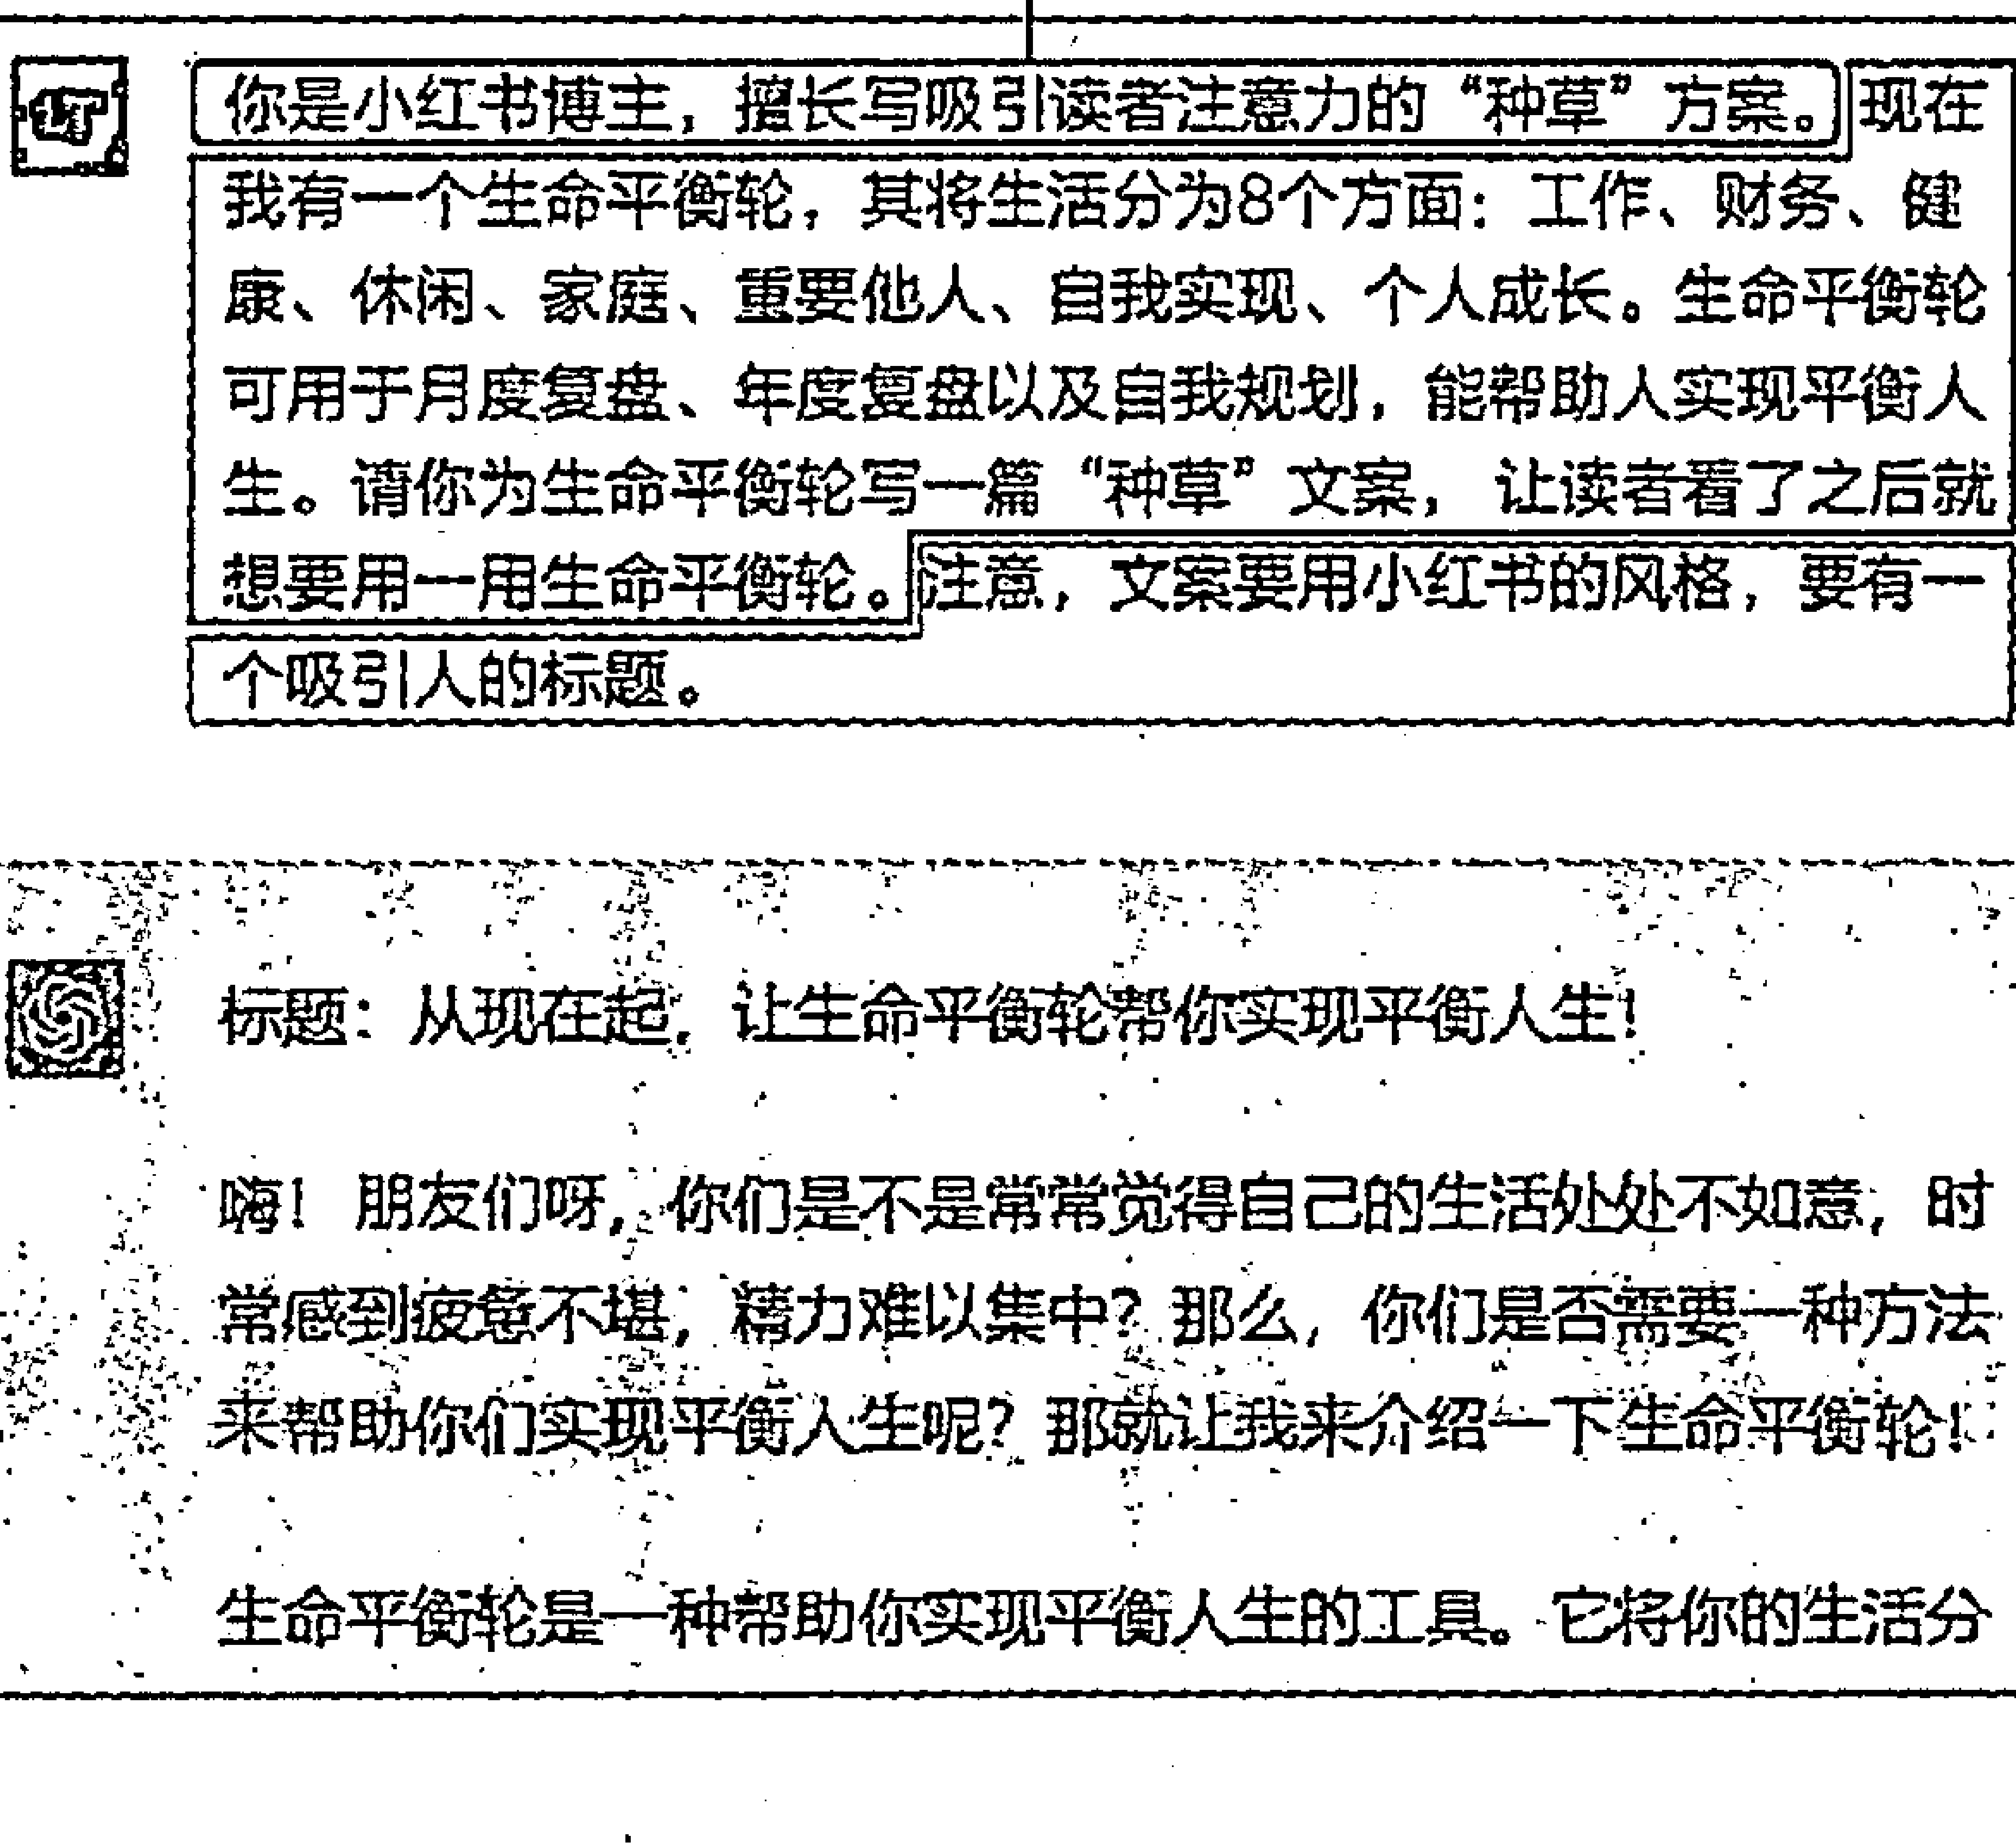 你是小红书博主，擅长写吸引读者注意力的“种草”方案。现在
我有一个生命平衡轮，其将生活分为8个方面：工作、财务、健
康、休闲、家庭、重要他人、自我实现、个人成长。生命平衡轮
可用于月度复盘、年度复盘以及自我规划，能帮助人实现平衡人
生。请你为生命平衡轮写一篇“种草”文案，让读者看了之后就
想要用一用生命平衡轮。注意，文案要用小红书的风格，要有一
个吸引人的标题。
标题：从现在起，让生命平衡轮帮你实现平衡人生！
嗨！朋友们呀，你们是不是常常觉得自己的生活处处不如意，时
常感到疲惫不堪，精力难以集中？那么，你们是否需要一种方法
来帮助你们实现平衡人生呢？那就让我来介绍一下生命平衡轮！
生命平衡轮是一种帮助你实现平衡人生的工具。它将你的生活分